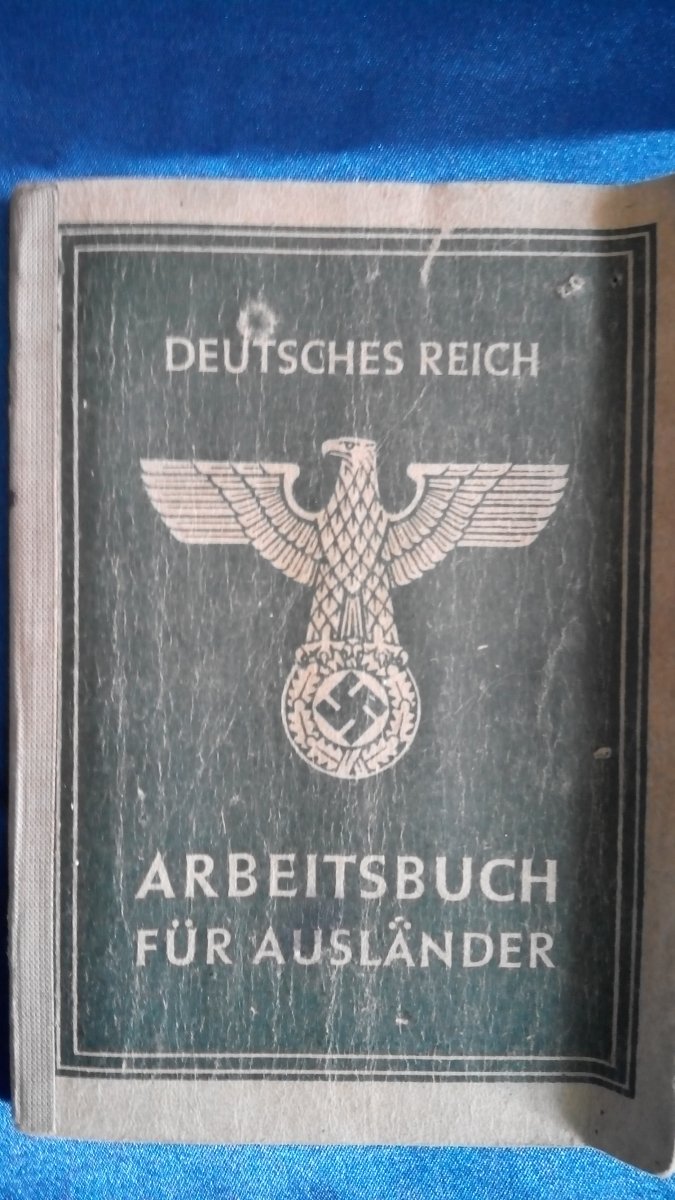 DEUTSCHES REICH
ARBEITSBUCH
FÜR AUSLÄNDER